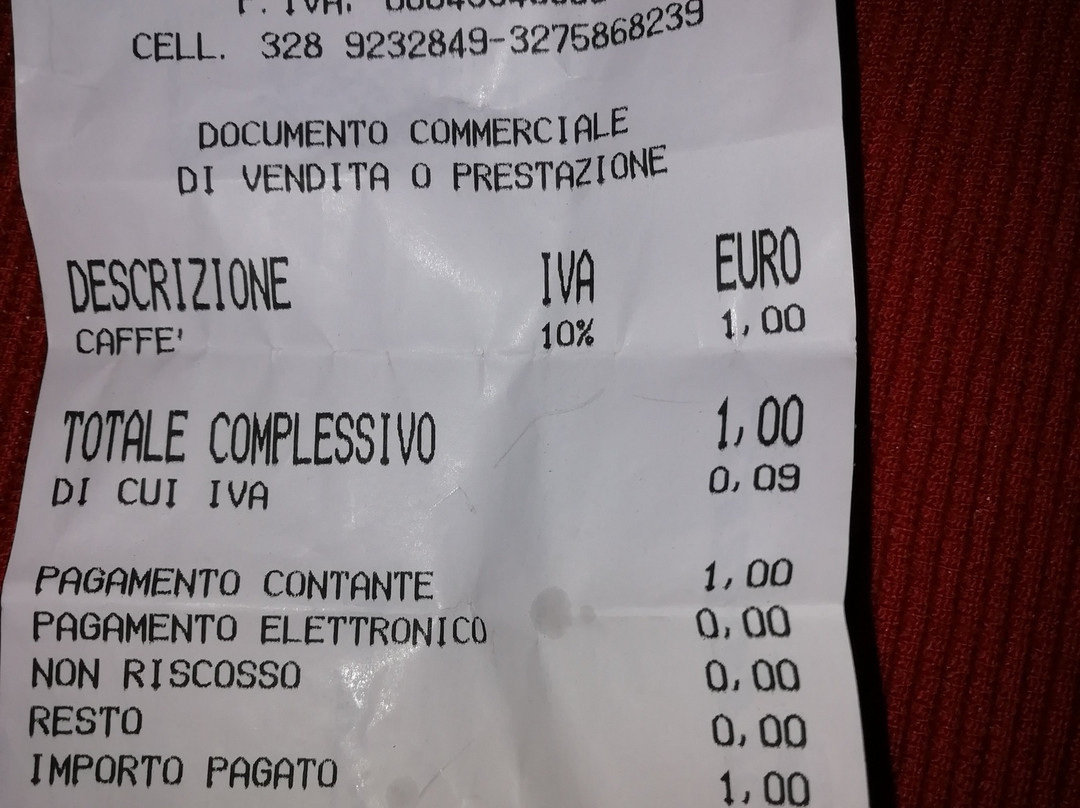 P. IVA.
CELL. 328 9232849-3275868239
DOCUMENTO COMMERCIALE
DI VENDITA O PRESTAZIONE
DESCRIZIONE IVA EURO
CAFFE' 10% 1,00
TOTALE COMPLESSIVO 1,00
DI CUI IVA 0,09
PAGAMENTO CONTANTE 1,00
PAGAMENTO ELETTRONICO 0,00
NON RISCOSSO 0,00
RESTO 0,00
IMPORTO PAGATO 1,00